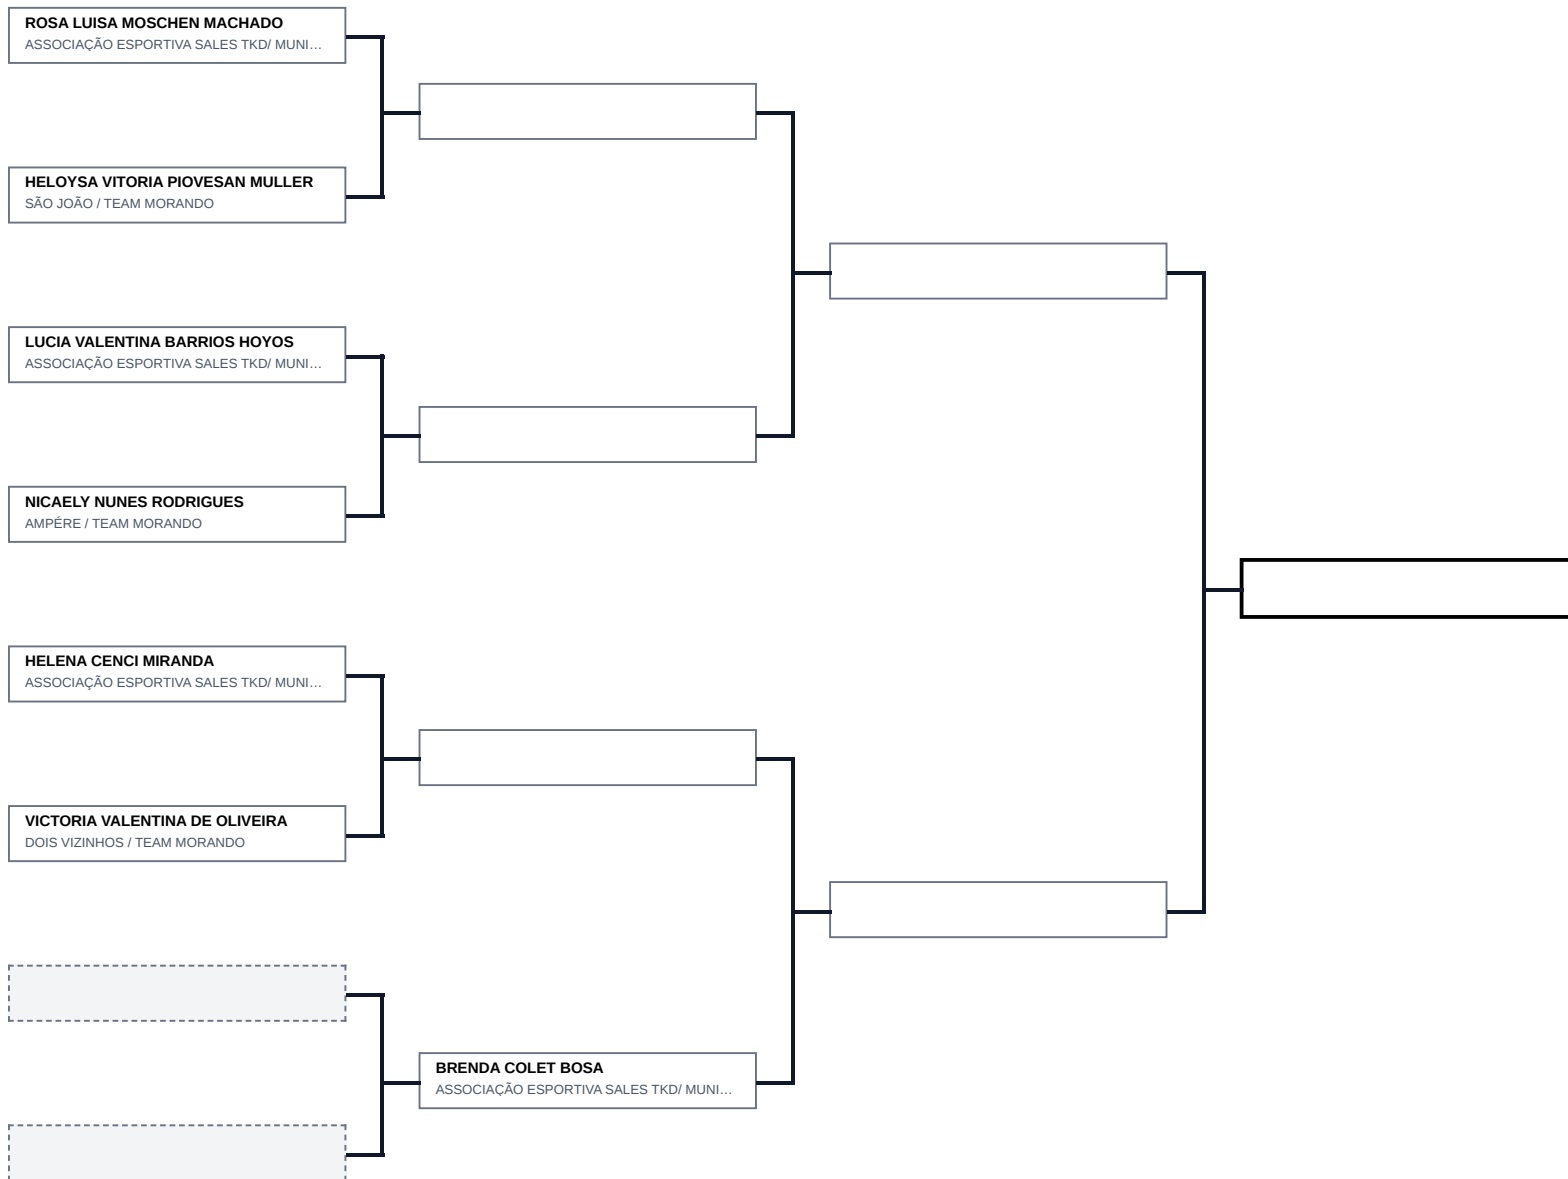 ROSA LUISA MOSCHEN MACHADO
ASSOCIAÇÃO ESPORTIVA SALES TKD/ MUNI…
HELOYSA VITORIA PIOVESAN MULLER
SÃO JOÃO / TEAM MORANDO
LUCIA VALENTINA BARRIOS HOYOS
ASSOCIAÇÃO ESPORTIVA SALES TKD/ MUNI…
NICAELY NUNES RODRIGUES
AMPÉRE / TEAM MORANDO
HELENA CENCI MIRANDA
ASSOCIAÇÃO ESPORTIVA SALES TKD/ MUNI…
VICTORIA VALENTINA DE OLIVEIRA
DOIS VIZINHOS / TEAM MORANDO
BRENDA COLET BOSA
ASSOCIAÇÃO ESPORTIVA SALES TKD/ MUNI…